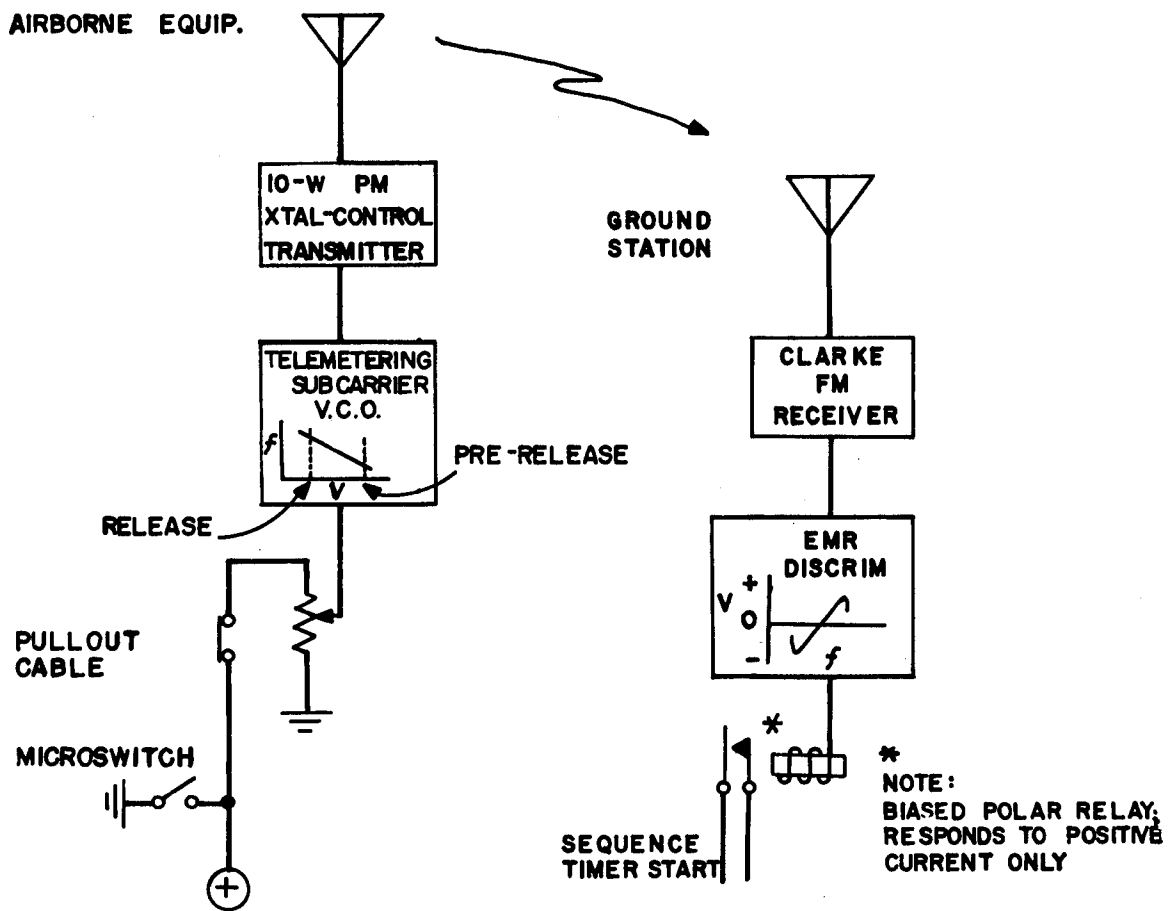 AIRBORNE EQUIP.
10-W PM
XTAL-CONTROL
TRANSMITTER
TELEMETERING
SUBCARRIER
V.C.O.
f
V
PRE-RELEASE
RELEASE
PULLOUT
CABLE
MICROSWITCH
+
GROUND
STATION
CLARKE
FM
RECEIVER
EMR
DISCRIM
+
V 0
-
f
*
SEQUENCE
TIMER START
*
NOTE:
BIASED POLAR RELAY;
RESPONDS TO POSITIVE
CURRENT ONLY